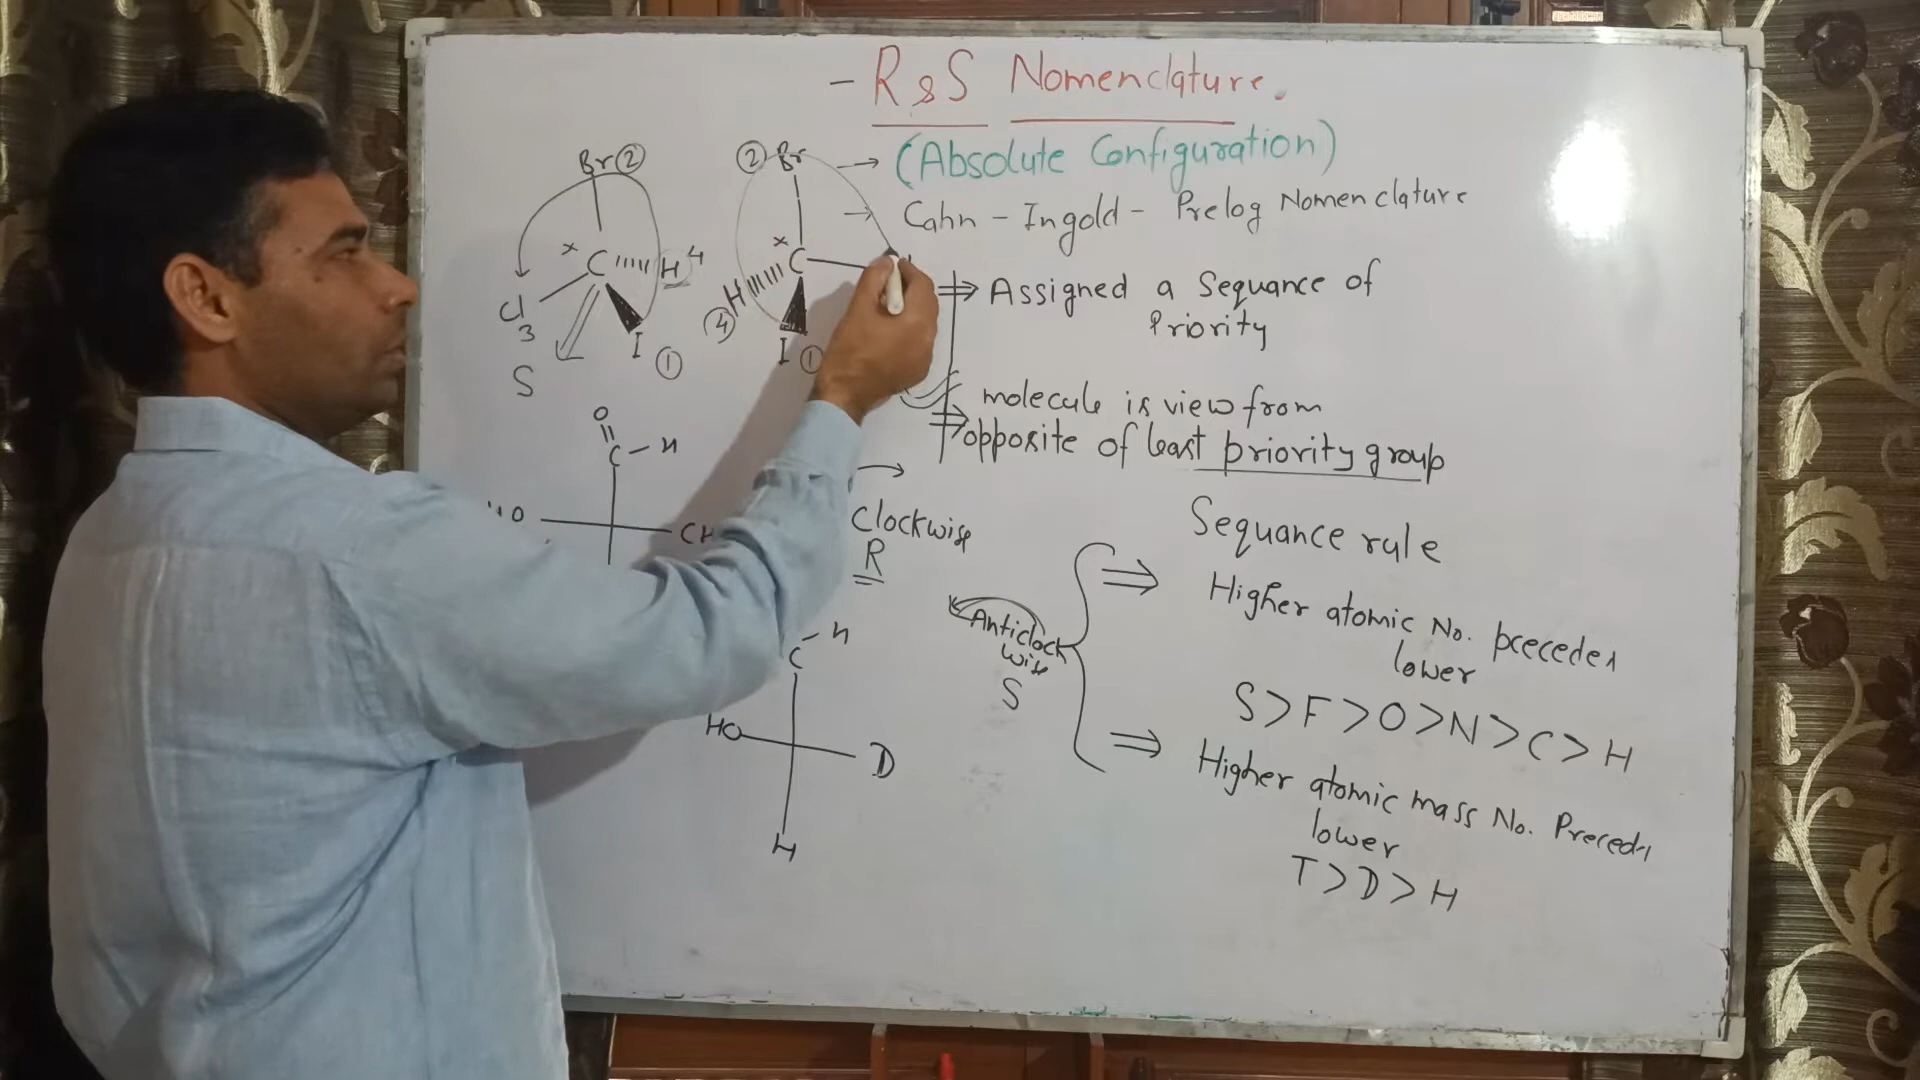 - R & S Nomenclature.
(Absolute Configuration)
Cahn - Ingold - Prelog Nomenclature
⇒ Assigned a Sequance of
Priority
⇒ molecule is view from
opposite of least priority group
Br ②
x
C
H 4
Cl
3
I ①
S
② Br
x
C
H
④
I ①
O
C - H
CH
→
Clockwise
R
C - H
HO
D
H
Anticlock
wise
S
Sequance rule
⇒ Higher atomic No. precedes
lower
S > F > O > N > C > H
⇒ Higher atomic mass No. Precedes
lower
T > D > H